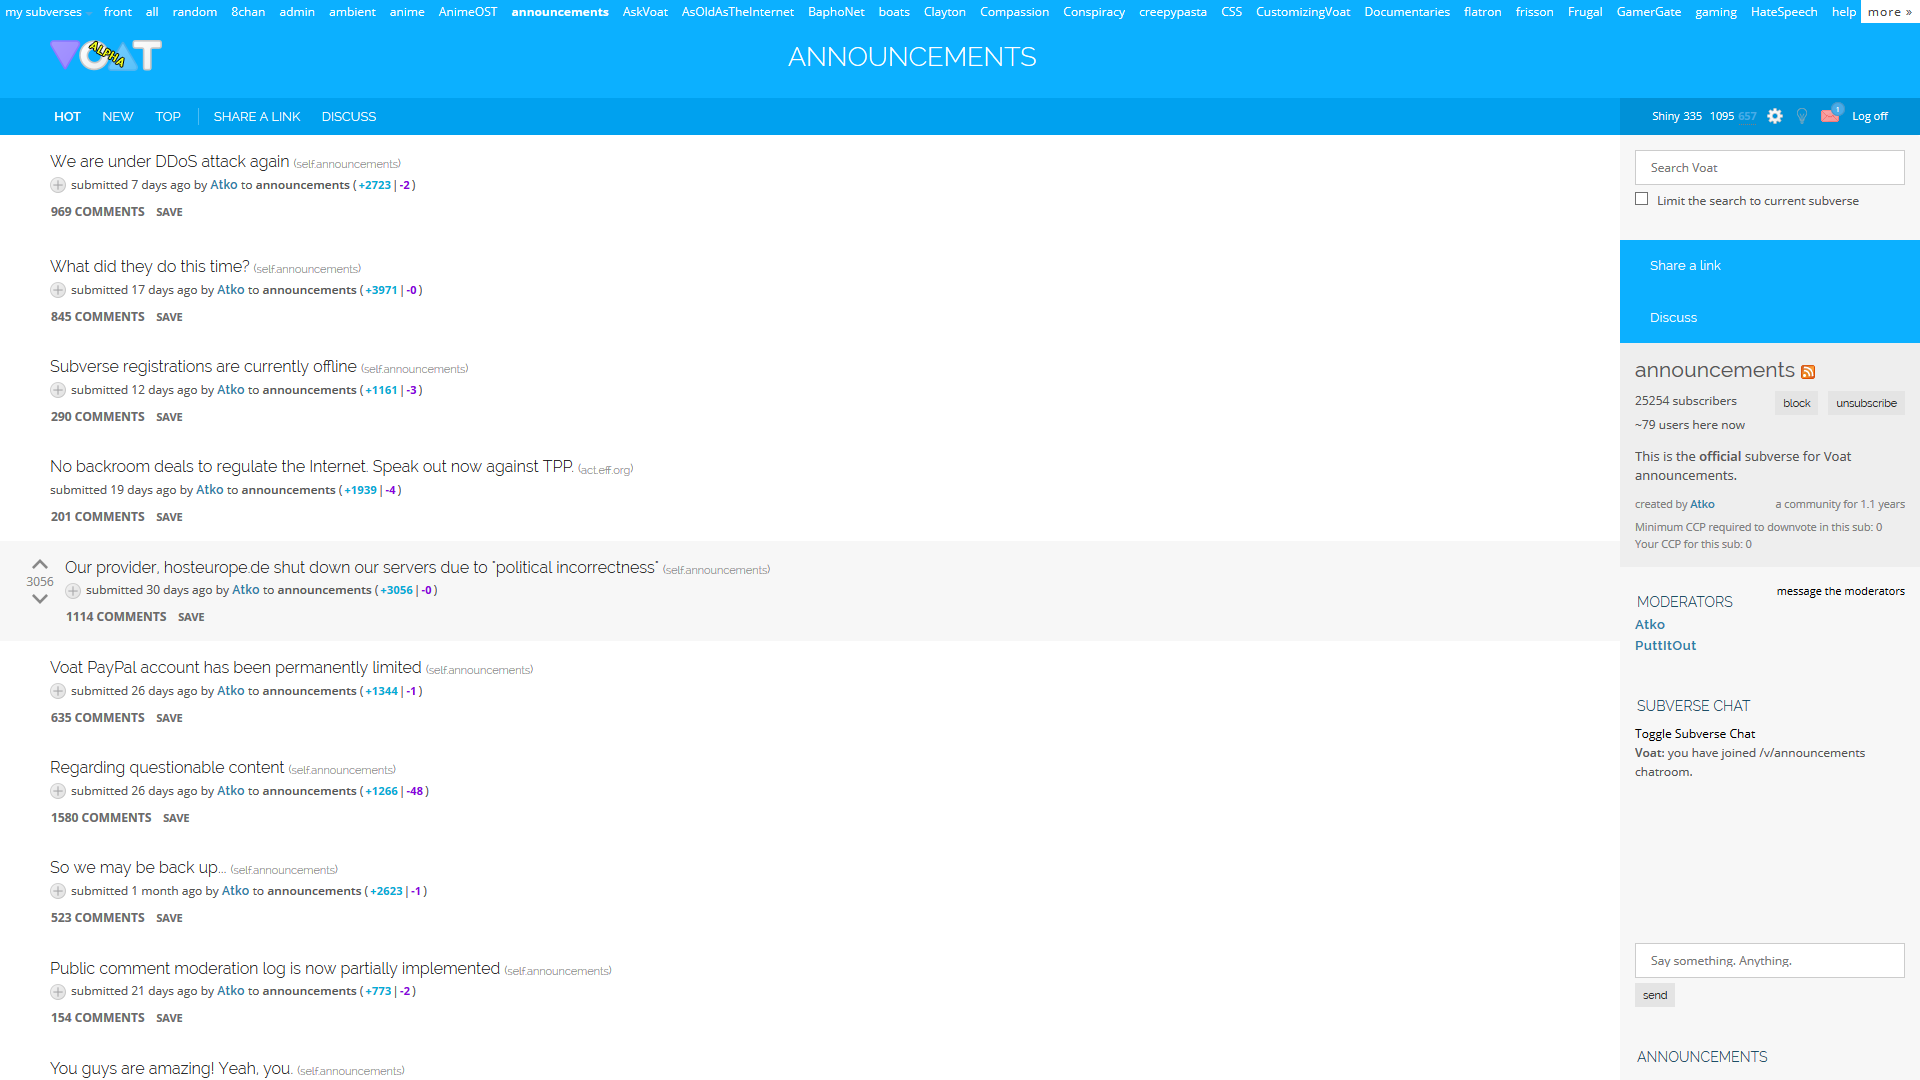 my subverses front all random 8chan admin ambient anime AnimeOST announcements AskVoat AsOldAsTheInternet BaphoNet boats Clayton Compassion Conspiracy creepypasta CSS CustomizingVoat Documentaries flatron frisson Frugal GamerGate gaming HateSpeech help more »
VOAT ALPHA
ANNOUNCEMENTS
HOT NEW TOP SHARE A LINK DISCUSS
Shiny 335 1095 657 1 Log off
We are under DDoS attack again (self.announcements)
submitted 7 days ago by Atko to announcements (+2723|-2)
969 COMMENTS SAVE
What did they do this time? (self.announcements)
submitted 17 days ago by Atko to announcements (+3971|-0)
845 COMMENTS SAVE
Subverse registrations are currently offline (self.announcements)
submitted 12 days ago by Atko to announcements (+1161|-3)
290 COMMENTS SAVE
No backroom deals to regulate the Internet. Speak out now against TPP. (act.eff.org)
submitted 19 days ago by Atko to announcements (+1939|-4)
201 COMMENTS SAVE
3056
Our provider, hosteurope.de shut down our servers due to "political incorrectness" (self.announcements)
submitted 30 days ago by Atko to announcements (+3056|-0)
1114 COMMENTS SAVE
Voat PayPal account has been permanently limited (self.announcements)
submitted 26 days ago by Atko to announcements (+1344|-1)
635 COMMENTS SAVE
Regarding questionable content (self.announcements)
submitted 26 days ago by Atko to announcements (+1266|-48)
1580 COMMENTS SAVE
So we may be back up... (self.announcements)
submitted 1 month ago by Atko to announcements (+2623|-1)
523 COMMENTS SAVE
Public comment moderation log is now partially implemented (self.announcements)
submitted 21 days ago by Atko to announcements (+773|-2)
154 COMMENTS SAVE
You guys are amazing! Yeah, you. (self.announcements)
Search Voat
Limit the search to current subverse
Share a link
Discuss
announcements
25254 subscribers block unsubscribe
~79 users here now
This is the official subverse for Voat
announcements.
created by Atko a community for 1.1 years
Minimum CCP required to downvote in this sub: 0
Your CCP for this sub: 0
message the moderators
MODERATORS
Atko
PuttItOut
SUBVERSE CHAT
Toggle Subverse Chat
Voat: you have joined /v/announcements
chatroom.
Say something. Anything.
send
ANNOUNCEMENTS